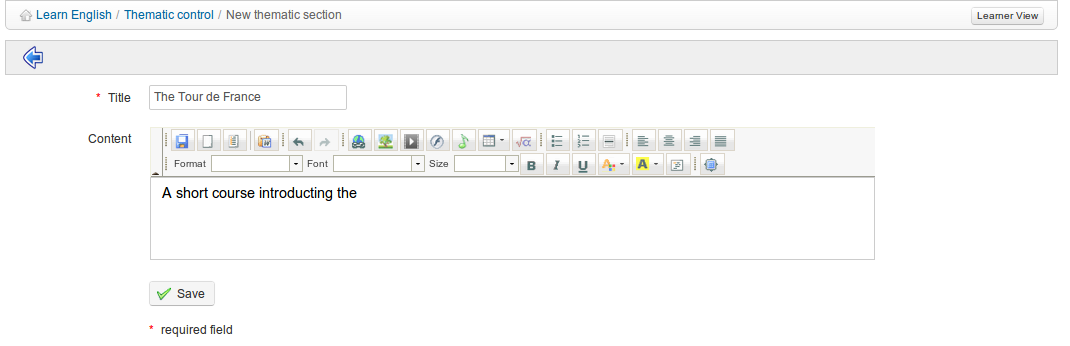 Learn English / Thematic control / New thematic section
Learner View
* Title The Tour de France
Content
Format Font Size B I U A A
A short course introducting the
Save
* required field